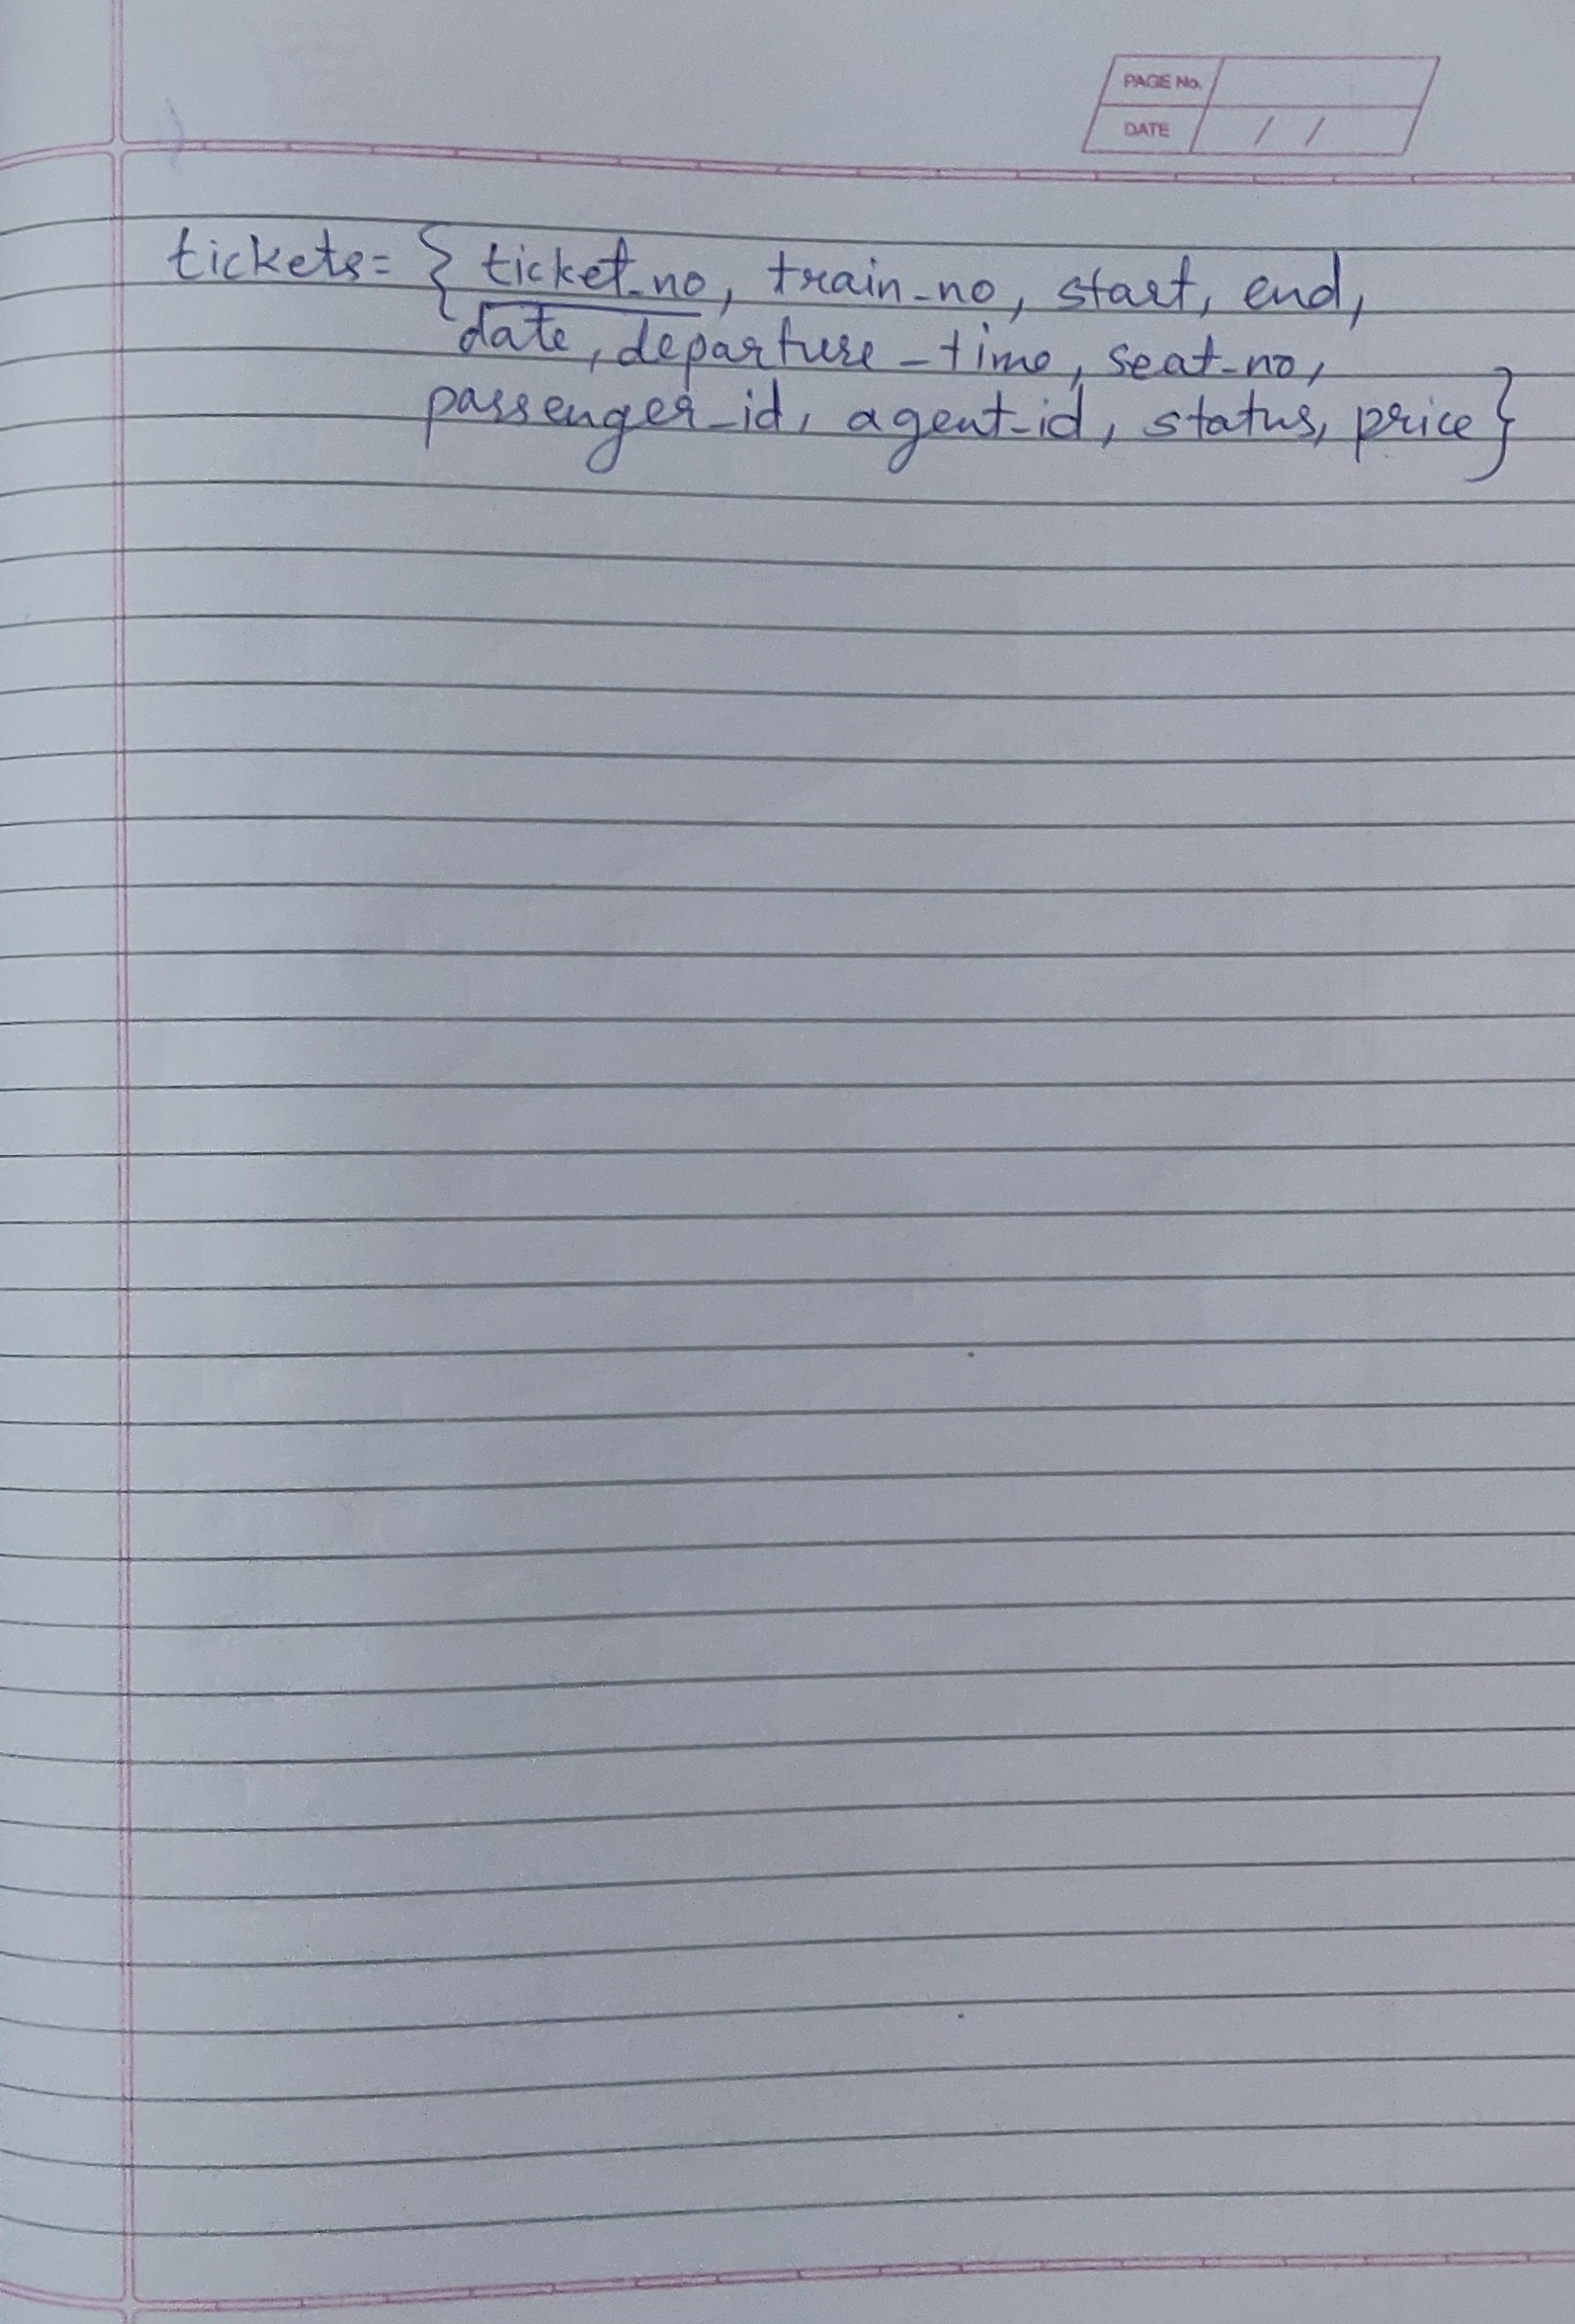 PAGE No.
DATE / /
tickets = { ticket_no, train_no, start, end,
date, departure_time, seat_no,
passenger_id, agent_id, status, price}